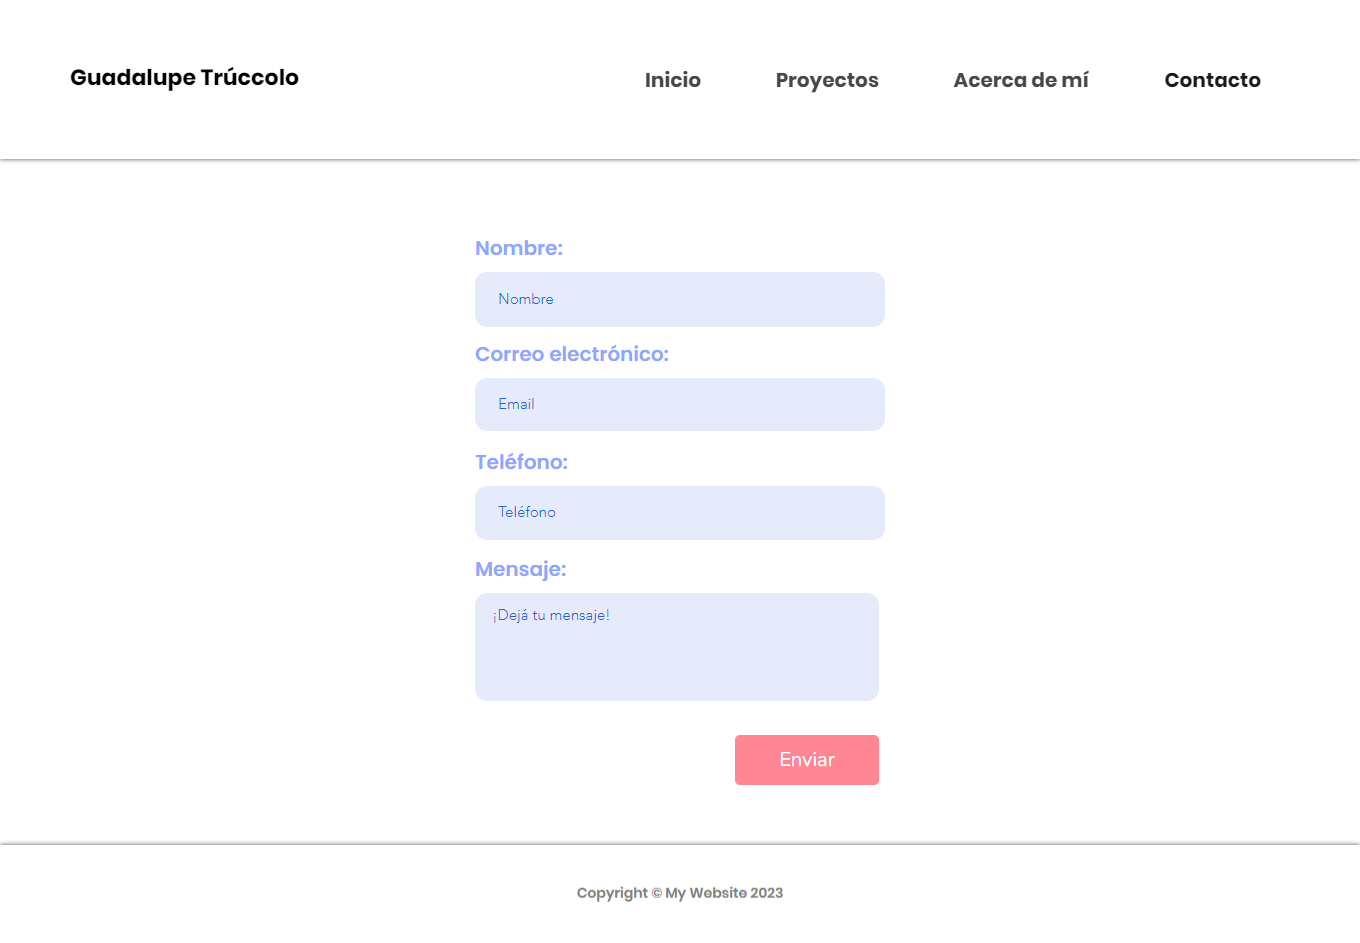 Guadalupe Trúccolo
Inicio Proyectos Acerca de mí Contacto
Nombre:
Nombre
Correo electrónico:
Email
Teléfono:
Teléfono
Mensaje:
¡Dejá tu mensaje!
Enviar
Copyright © My Website 2023